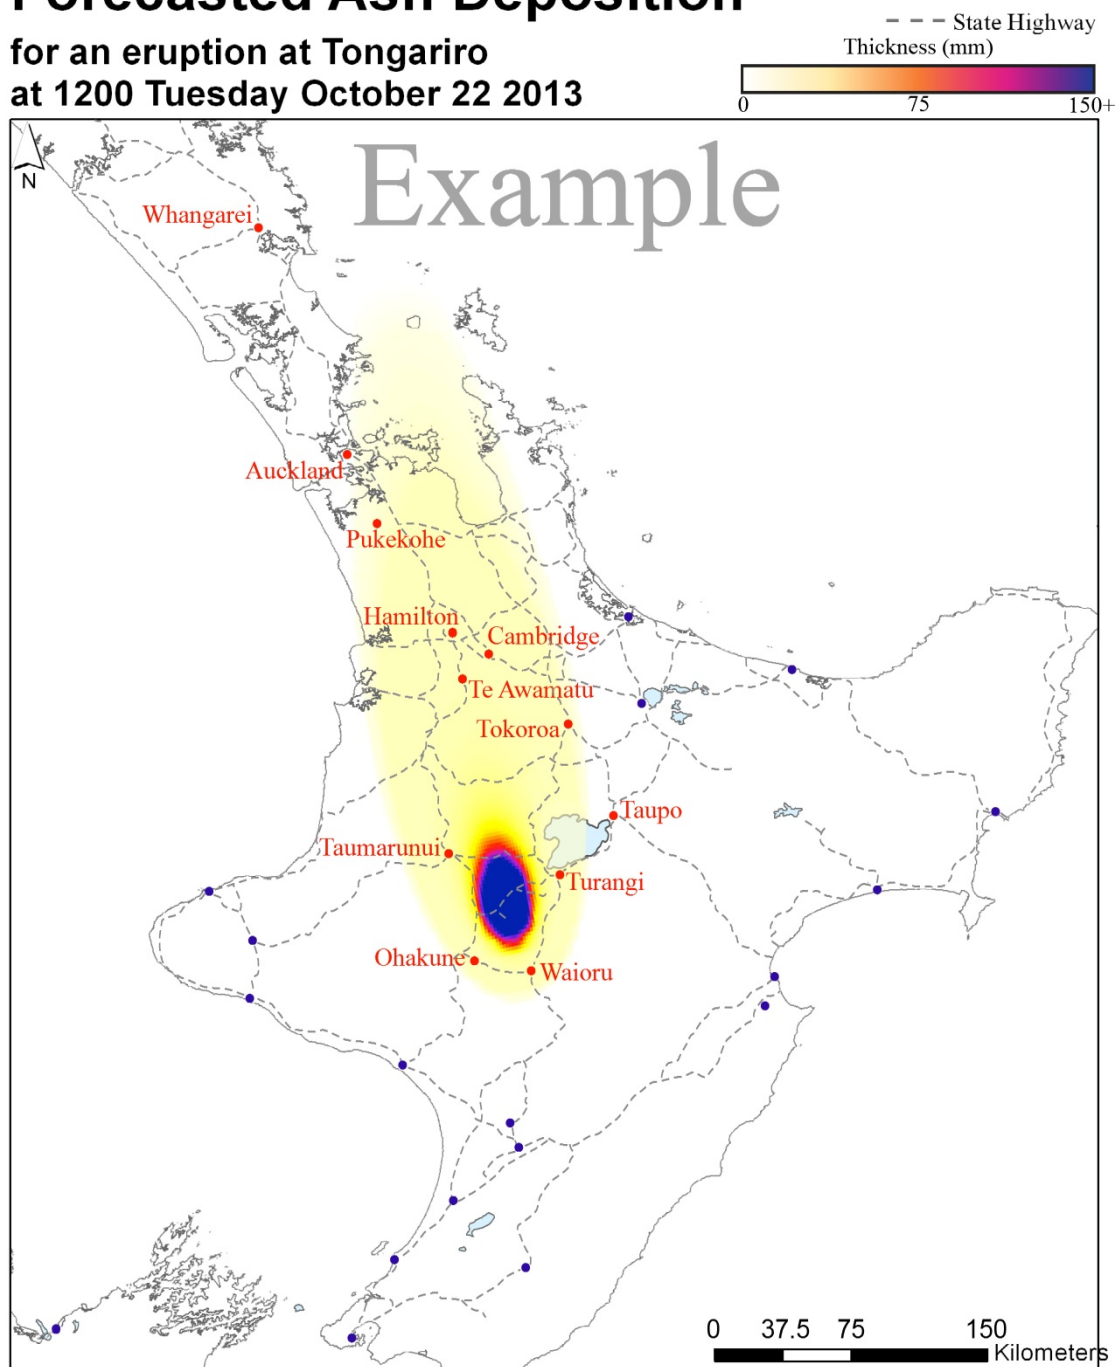 Forecasted Ash Deposition
for an eruption at Tongariro
at 1200 Tuesday October 22 2013
State Highway
Thickness (mm)
0 75 150+
N
Example
Whangarei
Auckland
Pukekohe
Hamilton
Cambridge
Te Awamatu
Tokoroa
Taupo
Taumarunui
Turangi
Ohakune
Waioru
0 37.5 75 150
Kilometers